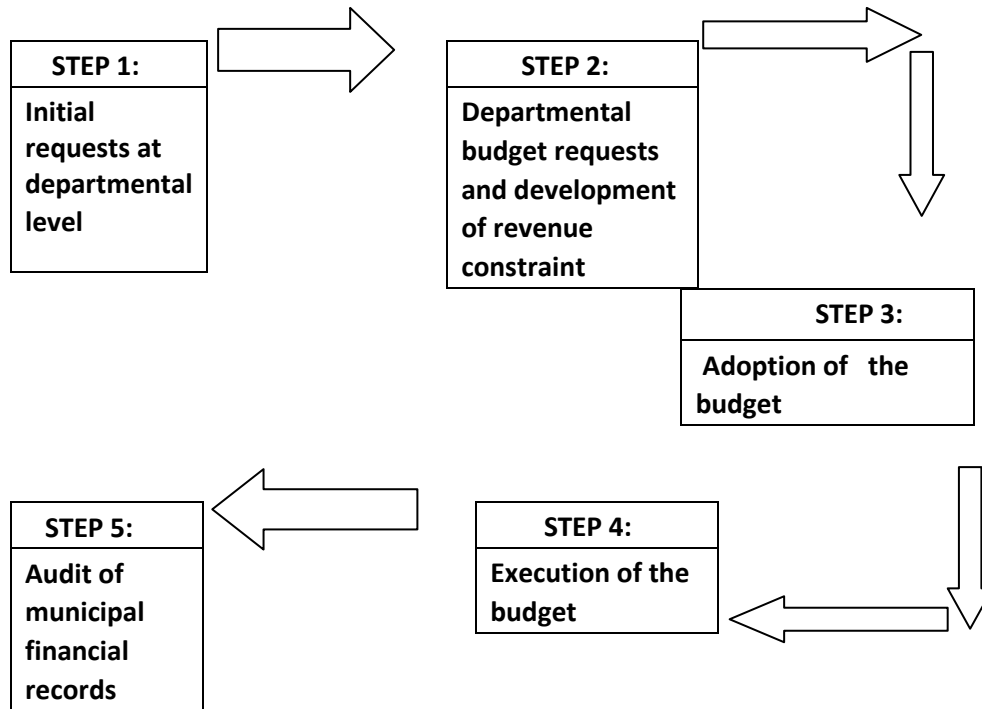 STEP 1:
Initial
requests at
departmental
level
STEP 2:
Departmental
budget requests
and development
of revenue
constraint
STEP 3:
Adoption of the
budget
STEP 4:
Execution of the
budget
STEP 5:
Audit of
municipal
financial
records